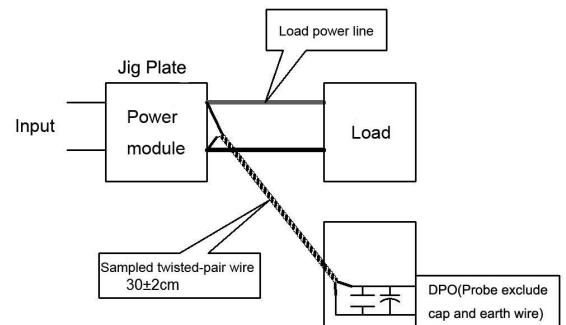 Load power line
Jig Plate
Input
Power
module
Load
Sampled twisted-pair wire
30±2cm
DPO(Probe exclude
cap and earth wire)